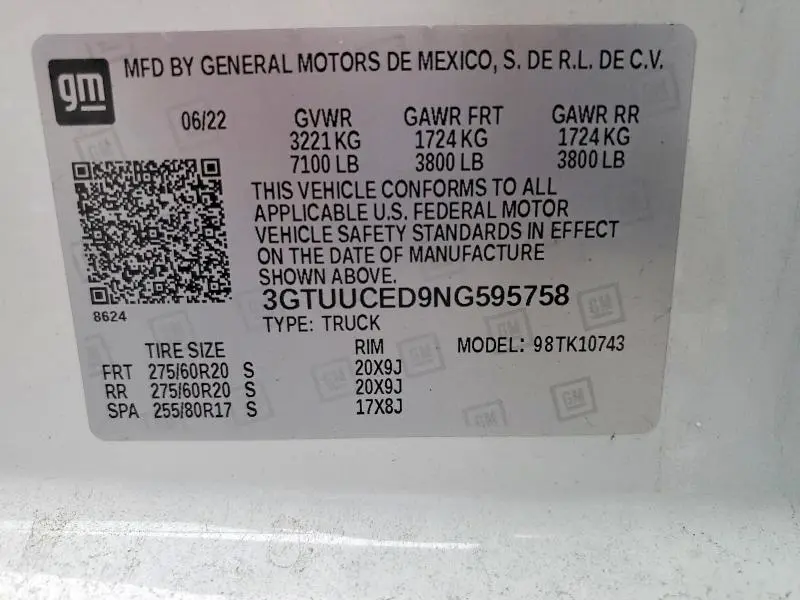 gm MFD BY GENERAL MOTORS DE MEXICO, S. DE R.L. DE C.V.
06/22 GVWR GAWR FRT GAWR RR
3221 KG 1724 KG 1724 KG
7100 LB 3800 LB 3800 LB
THIS VEHICLE CONFORMS TO ALL
APPLICABLE U.S. FEDERAL MOTOR
VEHICLE SAFETY STANDARDS IN EFFECT
ON THE DATE OF MANUFACTURE
SHOWN ABOVE.
8624
3GTUUCED9NG595758
TYPE: TRUCK
TIRE SIZE RIM MODEL: 98TK10743
FRT 275/60R20 S 20X9J
RR 275/60R20 S 20X9J
SPA 255/80R17 S 17X8J